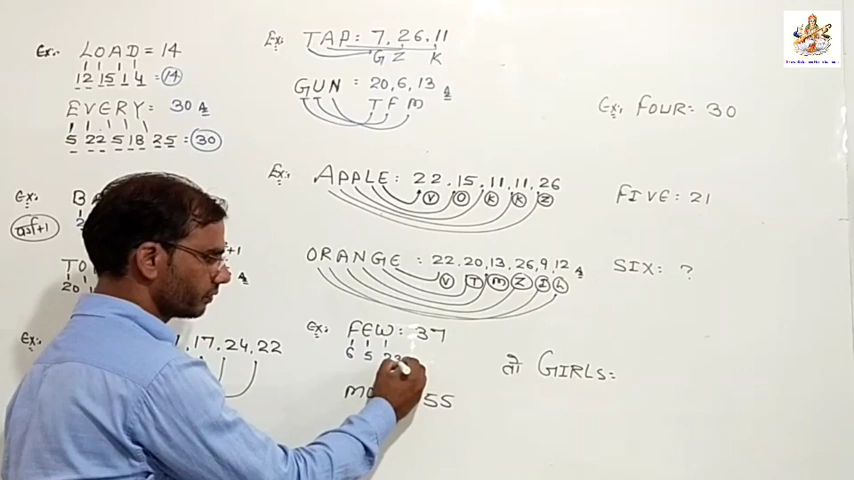 Ex:. LOAD = 14
12 15 1 4 = 14
EVERY: 30 A
5 22 5 18 25 = 30
Ex:
वर्ण+1
TO
20
Ex:
17.24.22
Ex: TAP: 7, 26, 11
G Z K
GUN = 20, 6, 13 A
T F M
Ex: APPLE: 22.15.11.11.26
V O K K Z
ORANGE : 22.20,13,26,9,12 A
V T M Z I L
Ex: FEW: 37
6 5 23
55
Ex: FOUR: 30
FIVE: 21
SIX: ?
तो GIRLS: